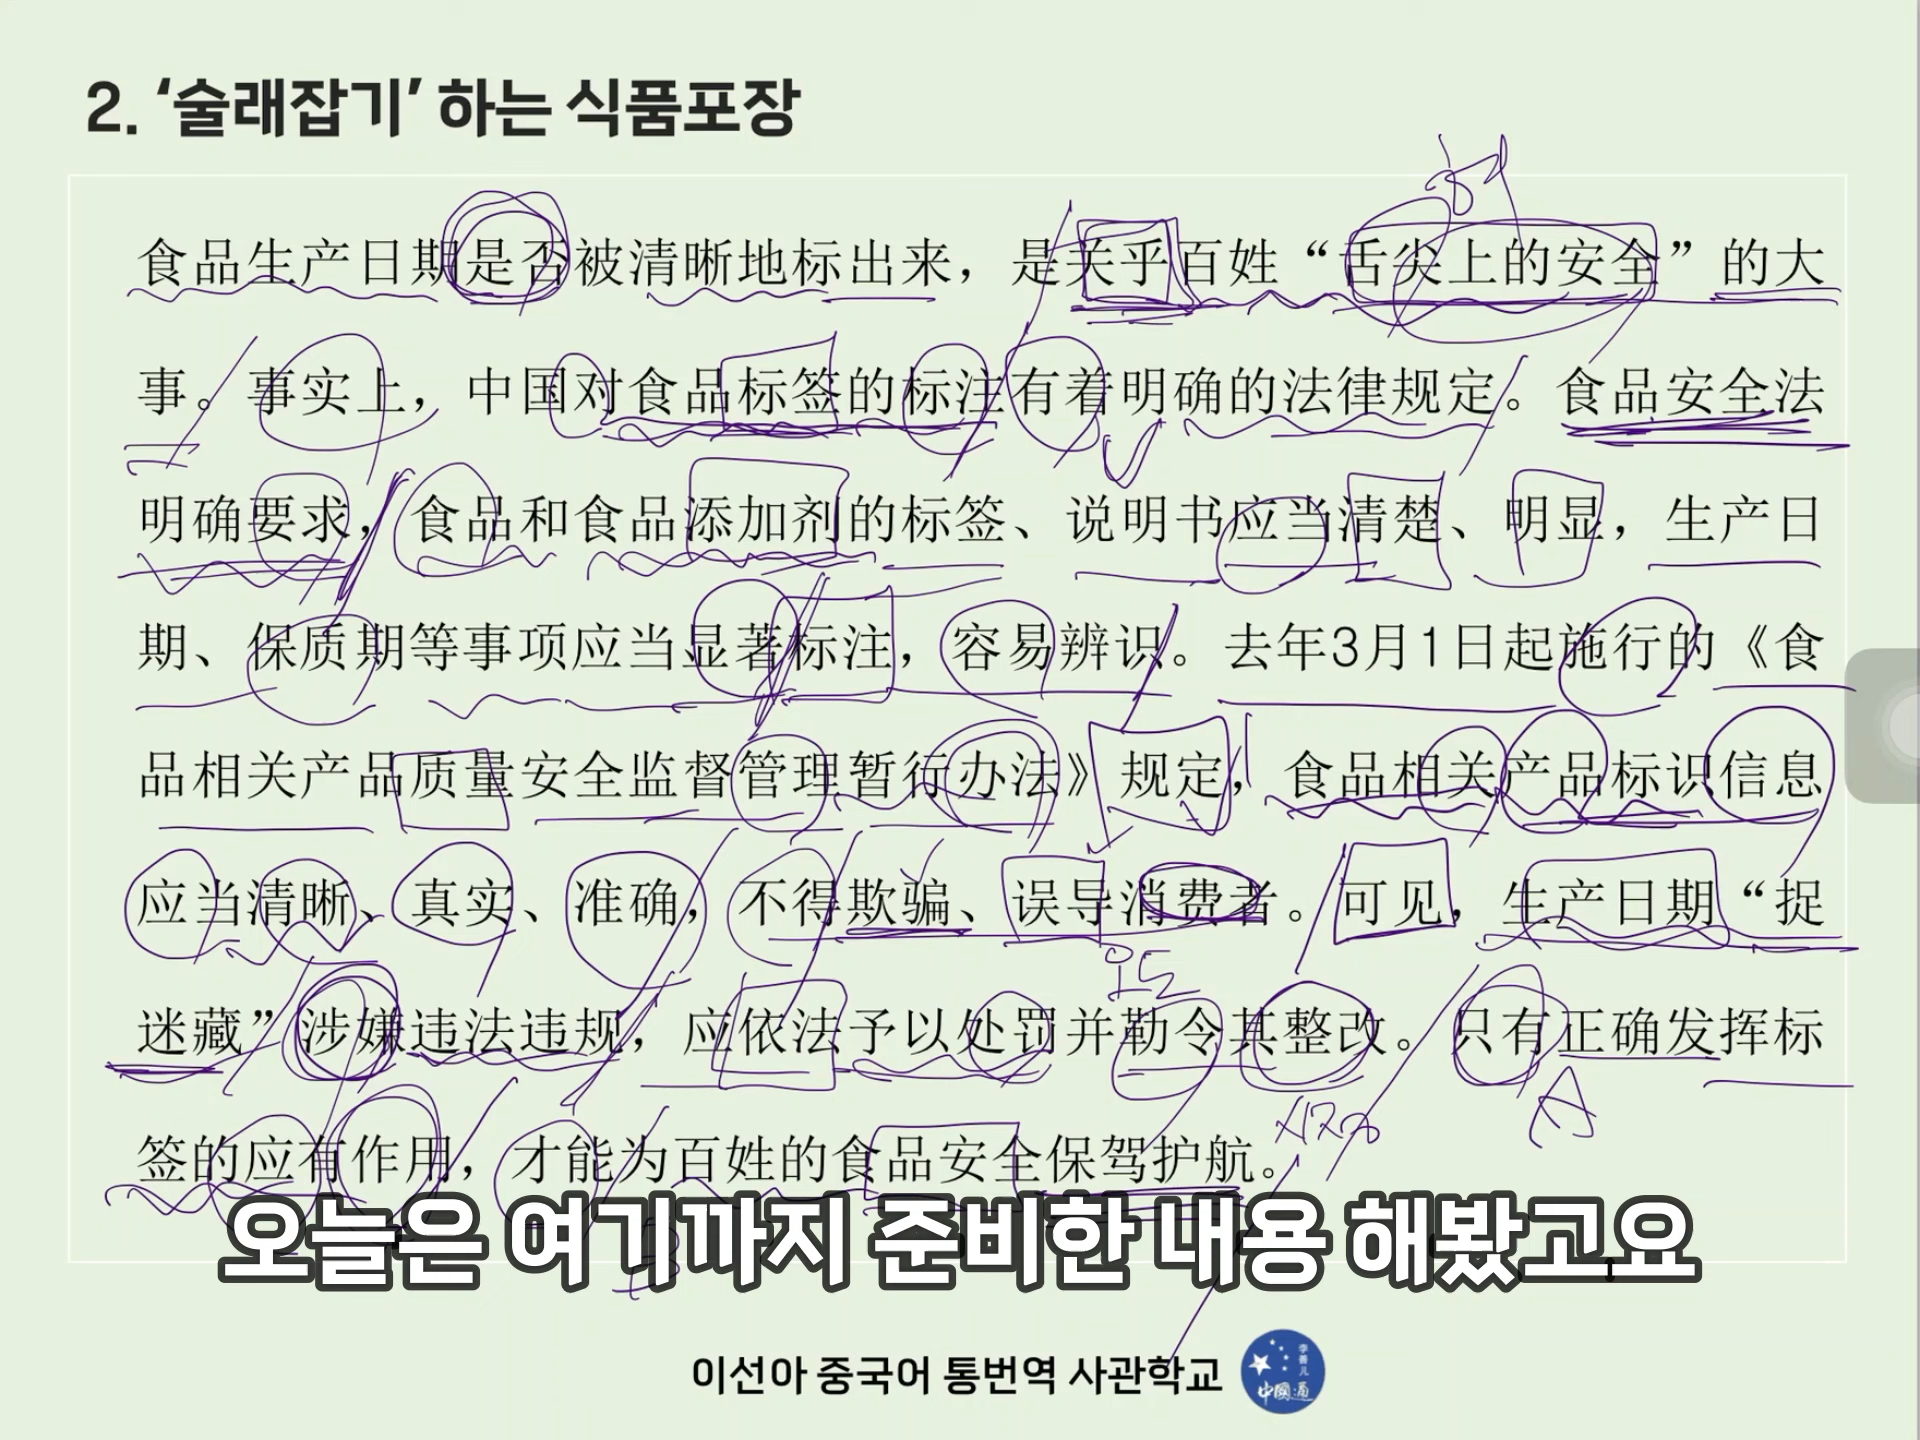 2. ‘술래잡기’ 하는 식품포장
食品生产日期是否被清晰地标出来，是关乎百姓“舌尖上的安全”的大
事。事实上，中国对食品标签的标注有着明确的法律规定。食品安全法
明确要求，食品和食品添加剂的标签、说明书应当清楚、明显，生产日
期、保质期等事项应当显著标注，容易辨识。去年3月1日起施行的《食
品相关产品质量安全监督管理暂行办法》规定，食品相关产品标识信息
应当清晰、真实、准确，不得欺骗、误导消费者。可见，生产日期“捉
迷藏”涉嫌违法违规，应依法予以处罚并勒令其整改。只有正确发挥标
签的应有作用，才能为百姓的食品安全保驾护航。
오늘은 여기까지 준비한 내용 해봤고요
이선아 중국어 통번역 사관학교